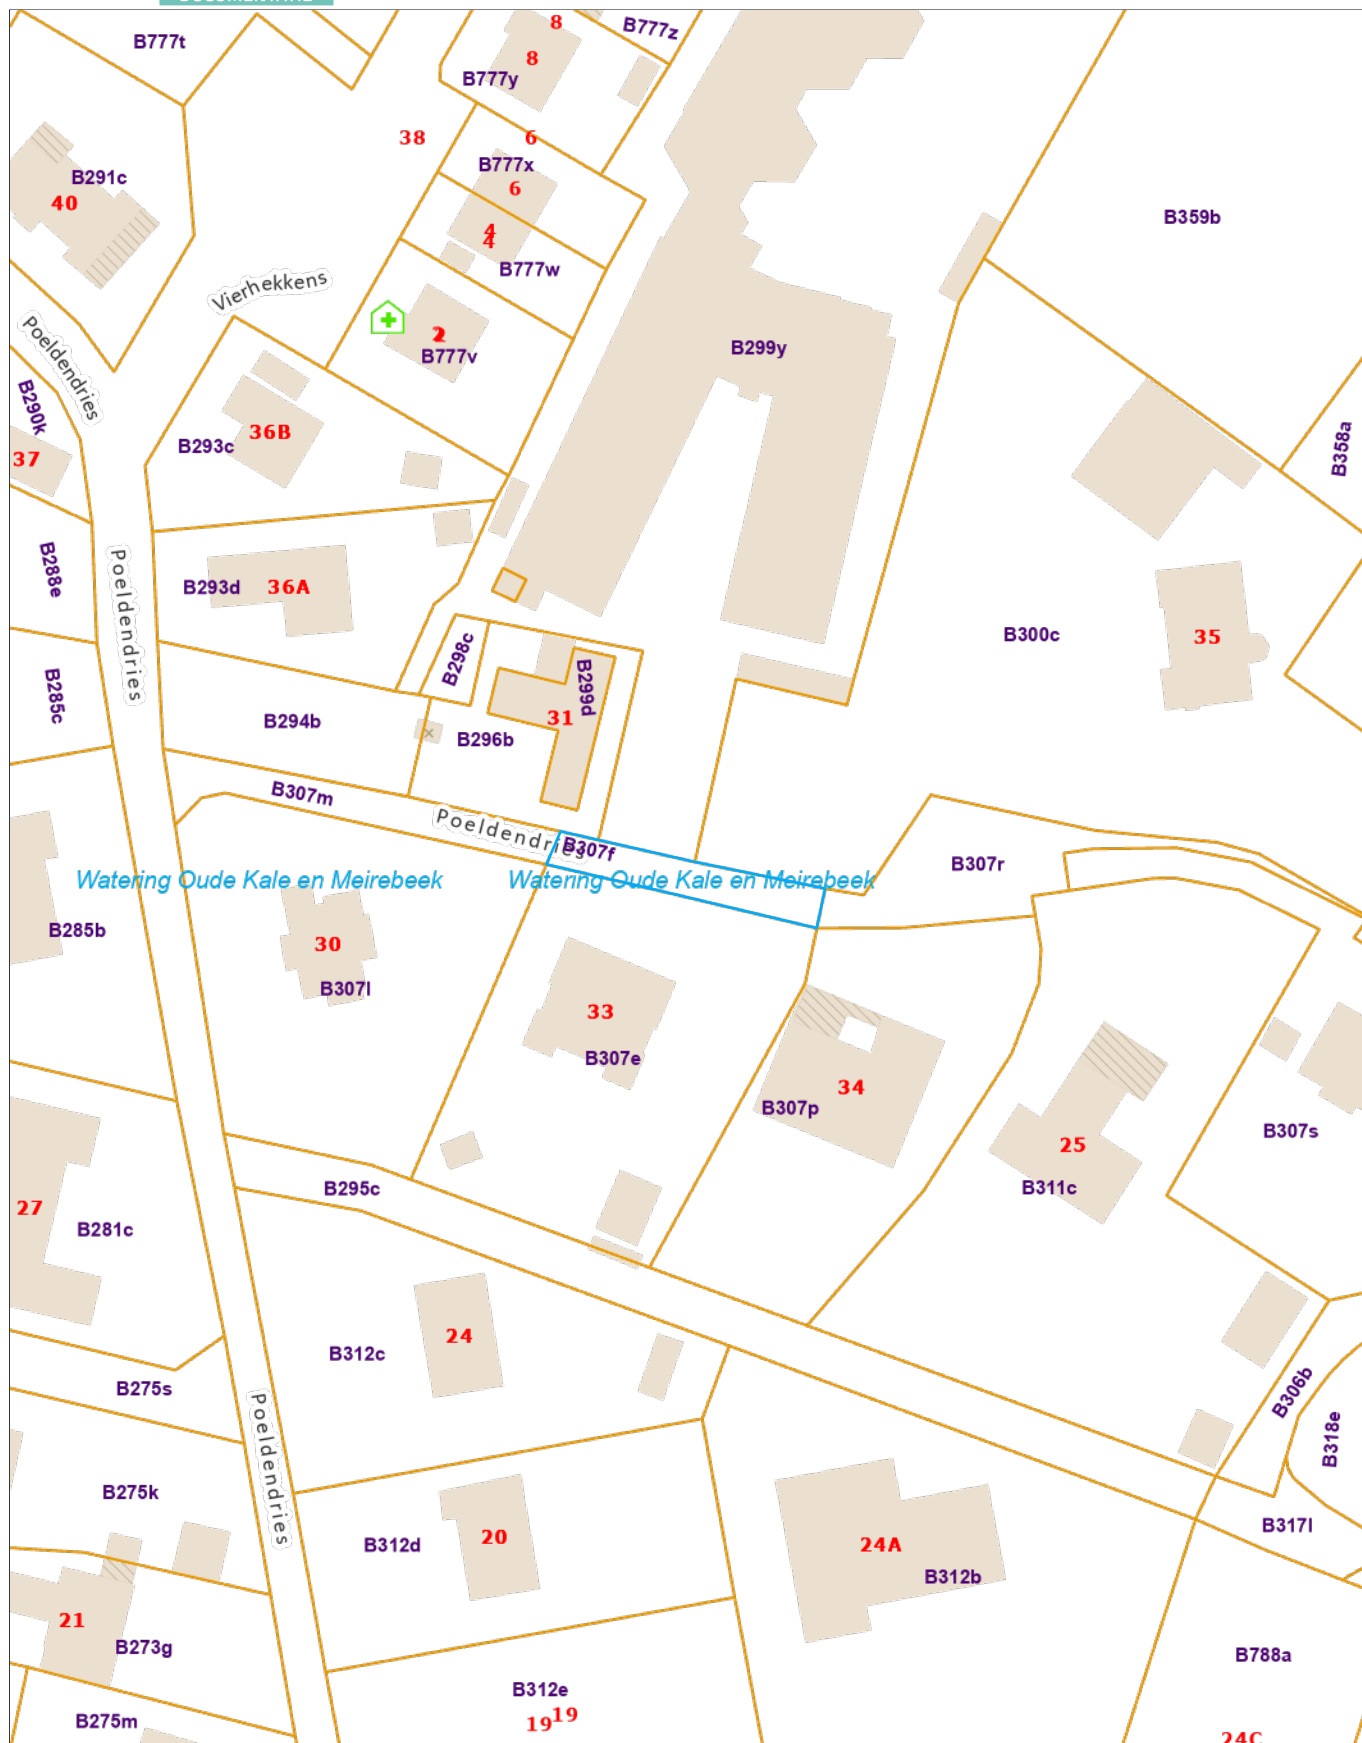 B777t
8
B777z
8
B777y
38
6
B777x
B291c
6
40
4
4
B359b
B777w
Vierhekkens
Poeldendries
2
B777v
B299y
B290k
36B
B293c
37
B358a
B288e
Poeldendries
B293d
36A
B300c
35
B298c
B299d
B285c
31
B294b
B296b
B307m
Poeldendries
B307f
B307r
Watering Oude Kale en Meirebeek
Watering Oude Kale en Meirebeek
B285b
30
B307l
33
B307e
34
B307p
B307s
25
B311c
B295c
27
B281c
24
B312c
B275s
B306b
B318e
Poeldendries
B275k
B317l
20
B312d
24A
B312b
21
B273g
B788a
B312e
19
19
B275m
24C